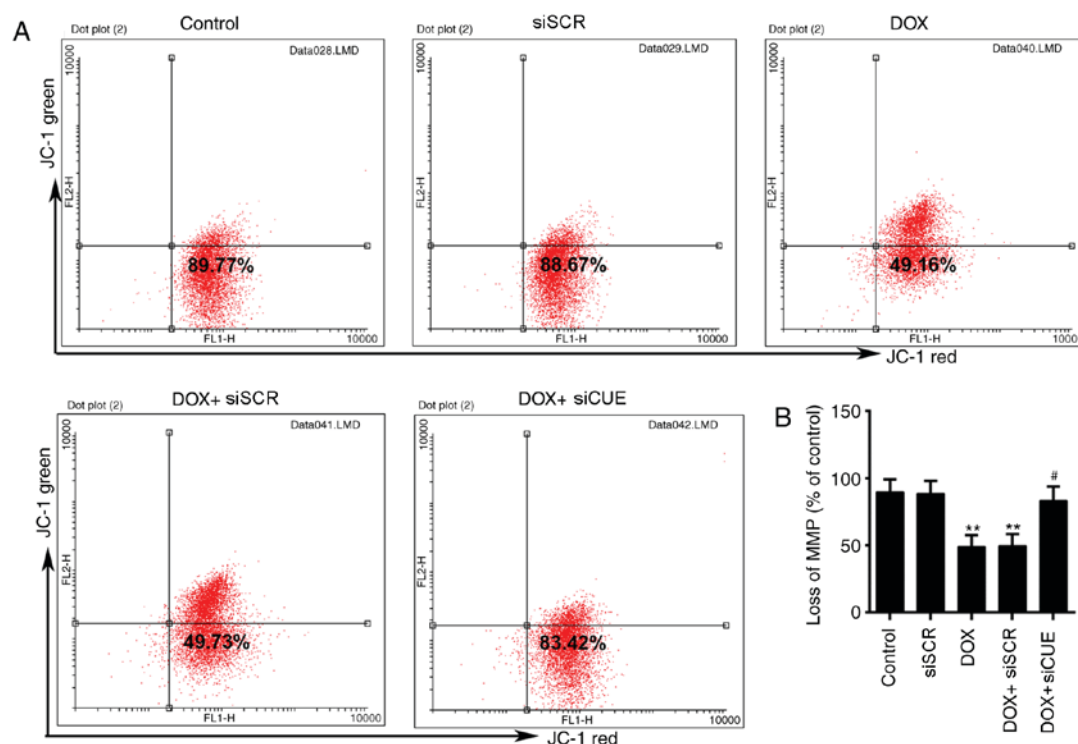 A
Control
siSCR
DOX
Dot plot (2)
Data028.LMD
10000
FL2-H
89.77%
FL1-H
10000
Dot plot (2)
Data029.LMD
10000
FL2-H
88.67%
FL1-H
10000
Dot plot (2)
Data040.LMD
10000
FL2-H
49.16%
FL1-H
1000
JC-1 green
JC-1 red
DOX+ siSCR
DOX+ siCUE
Dot plot (2)
Data041.LMD
10000
FL2-H
49.73%
FL1-H
10000
Dot plot (2)
Data042.LMD
10000
FL2-H
83.42%
FL1-H
10000
JC-1 green
JC-1 red
B
Loss of MMP (% of control)
150
100
50
0
**
**
#
Control
siSCR
DOX
DOX+ siSCR
DOX+ siCUE